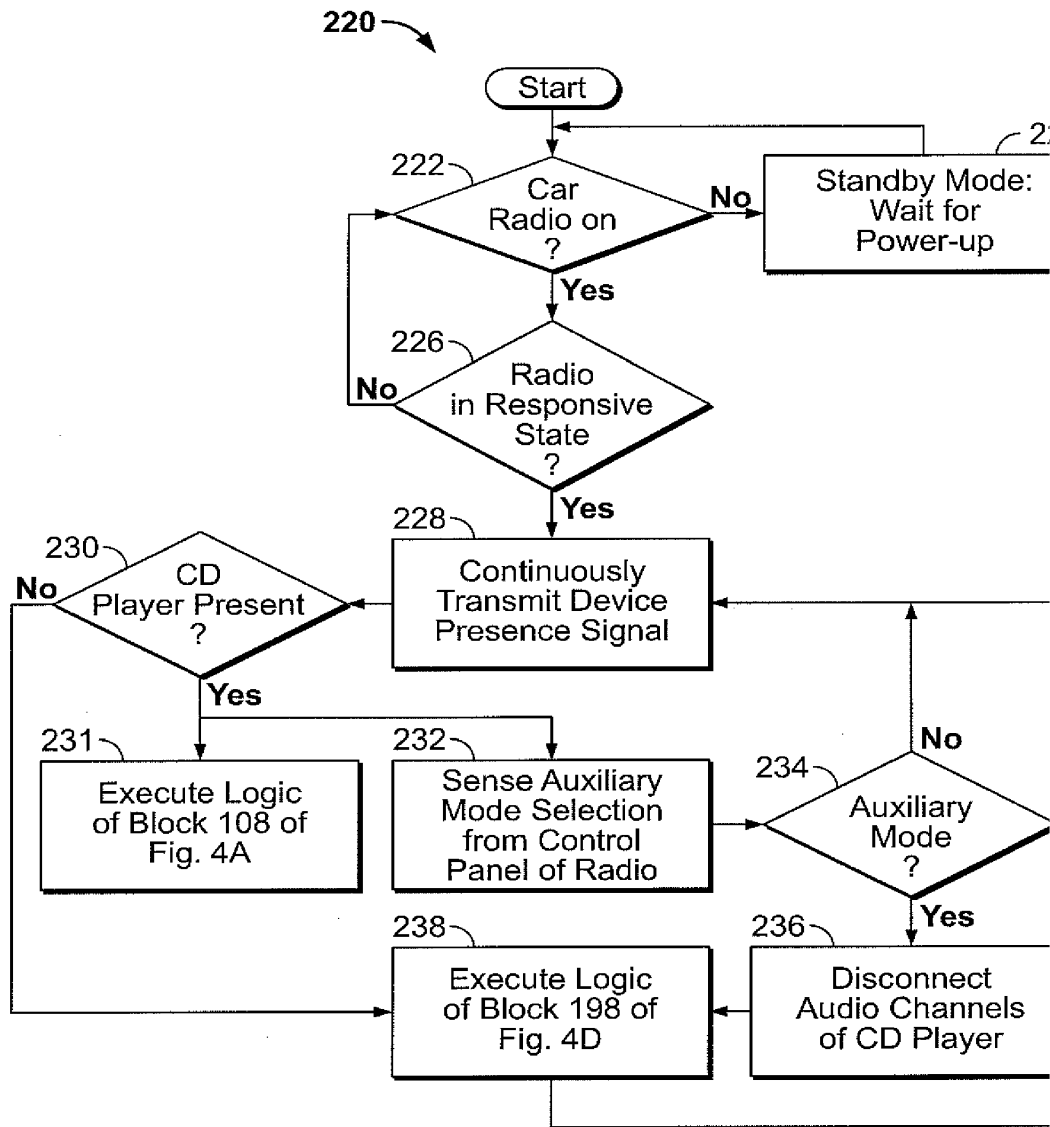 220
Start
222
Car
Radio on
?
No
Standby Mode:
Wait for
Power-up
Yes
226
Radio
in Responsive
State
?
No
Yes
228
Continuously
Transmit Device
Presence Signal
230
CD
Player Present
?
No
Yes
231
Execute Logic
of Block 108 of
Fig. 4A
232
Sense Auxiliary
Mode Selection
from Control
Panel of Radio
234
Auxiliary
Mode
?
No
Yes
236
Disconnect
Audio Channels
of CD Player
238
Execute Logic
of Block 198 of
Fig. 4D